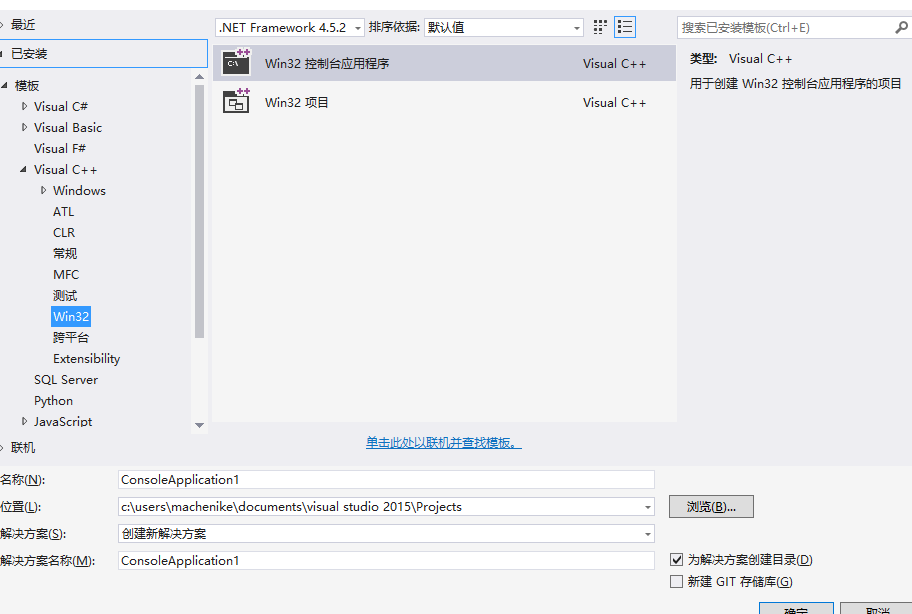 最近
.NET Framework 4.5.2 排序依据: 默认值
搜索已安装模板(Ctrl+E)
已安装
模板
Visual C#
Visual Basic
Visual F#
Visual C++
Windows
ATL
CLR
常规
MFC
测试
Win32
跨平台
Extensibility
SQL Server
Python
JavaScript
联机
Win32 控制台应用程序 Visual C++
Win32 项目 Visual C++
类型: Visual C++
用于创建 Win32 控制台应用程序的项目
单击此处以联机并查找模板。
名称(N): ConsoleApplication1
位置(L): c:\users\machenike\documents\visual studio 2015\Projects 浏览(B)...
解决方案(S): 创建新解决方案
解决方案名称(M): ConsoleApplication1
为解决方案创建目录(D)
新建 GIT 存储库(G)
确定 取消